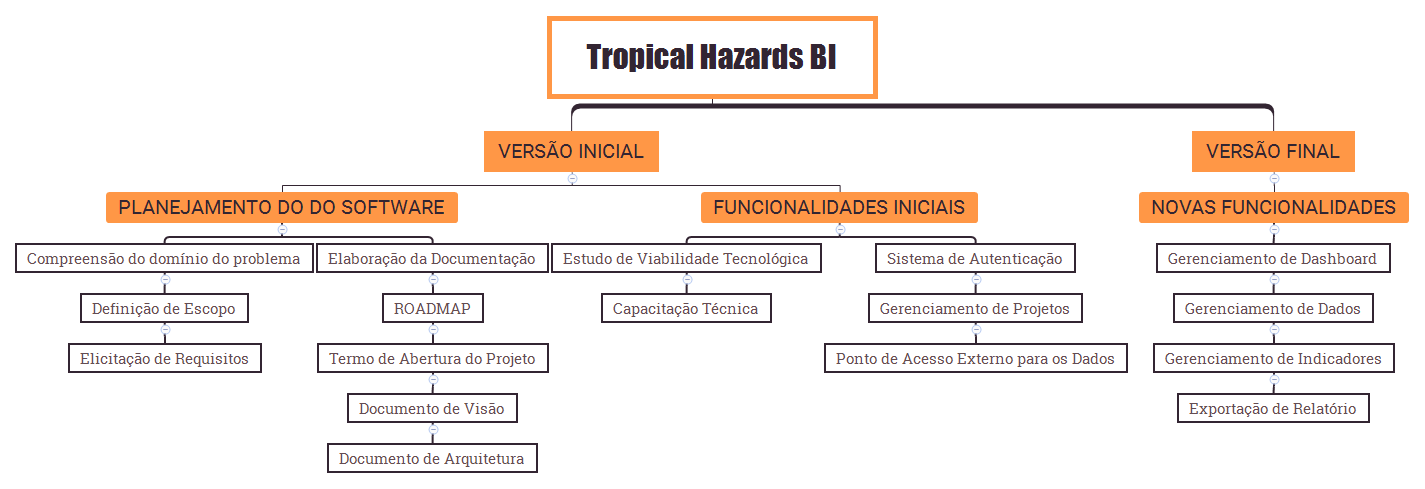 Tropical Hazards BI
VERSÃO INICIAL
VERSÃO FINAL
PLANEJAMENTO DO DO SOFTWARE
FUNCIONALIDADES INICIAIS
NOVAS FUNCIONALIDADES
Compreensão do domínio do problema
Elaboração da Documentação
Estudo de Viabilidade Tecnológica
Sistema de Autenticação
Gerenciamento de Dashboard
Definição de Escopo
ROADMAP
Capacitação Técnica
Gerenciamento de Projetos
Gerenciamento de Dados
Elicitação de Requisitos
Termo de Abertura do Projeto
Ponto de Acesso Externo para os Dados
Gerenciamento de Indicadores
Documento de Visão
Exportação de Relatório
Documento de Arquitetura